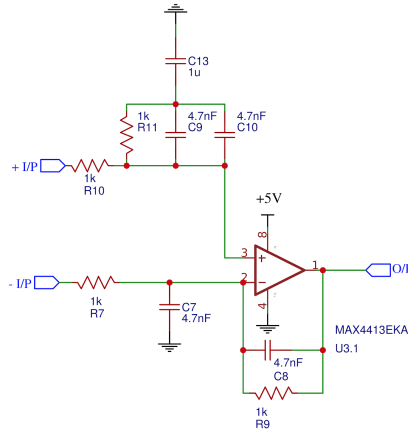 C13
1u
1k
R11
4.7nF
C9
4.7nF
C10
+ I/P
1k
R10
+5V
8
3
+
1
2
−
4
O/P
- I/P
1k
R7
C7
4.7nF
MAX4413EKA
U3.1
4.7nF
C8
1k
R9